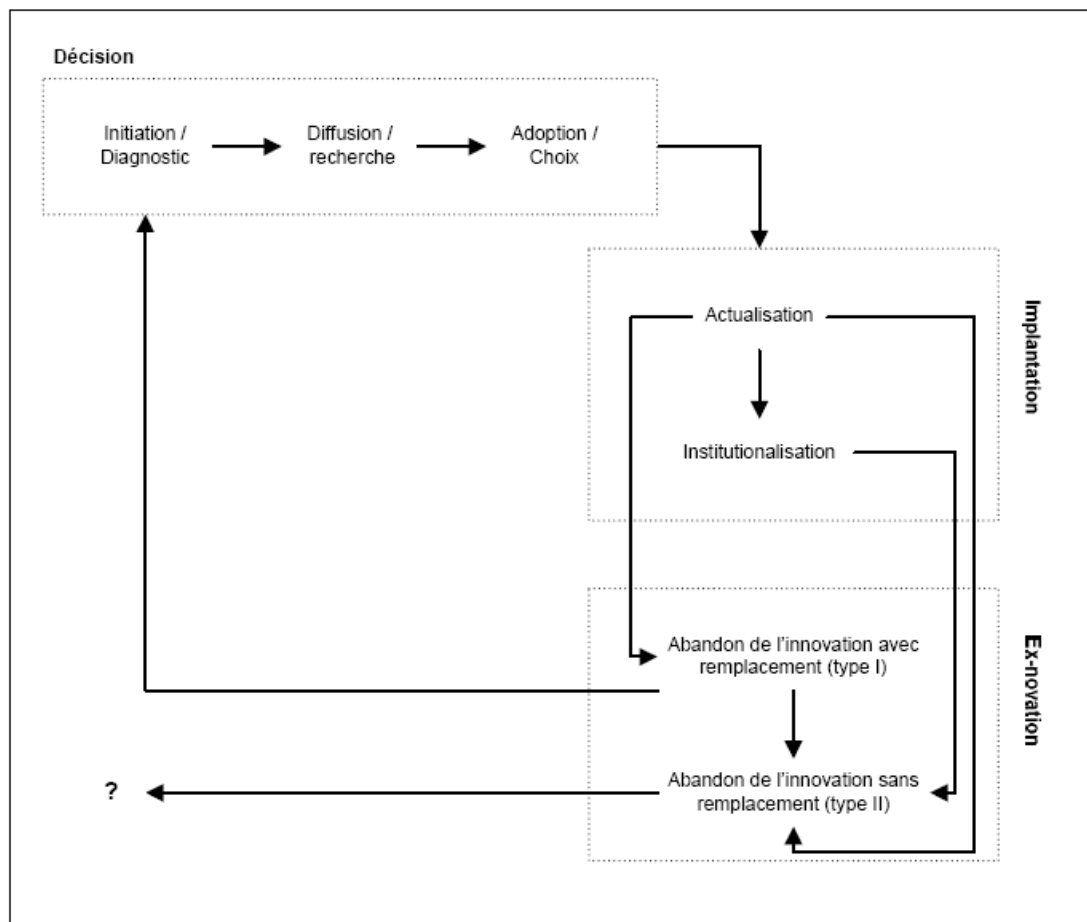 Décision
Initiation /
Diagnostic
Diffusion /
recherche
Adoption /
Choix
Implantation
Actualisation
Institutionalisation
Ex-novation
Abandon de l'innovation avec
remplacement (type I)
Abandon de l'innovation sans
remplacement (type II)
?